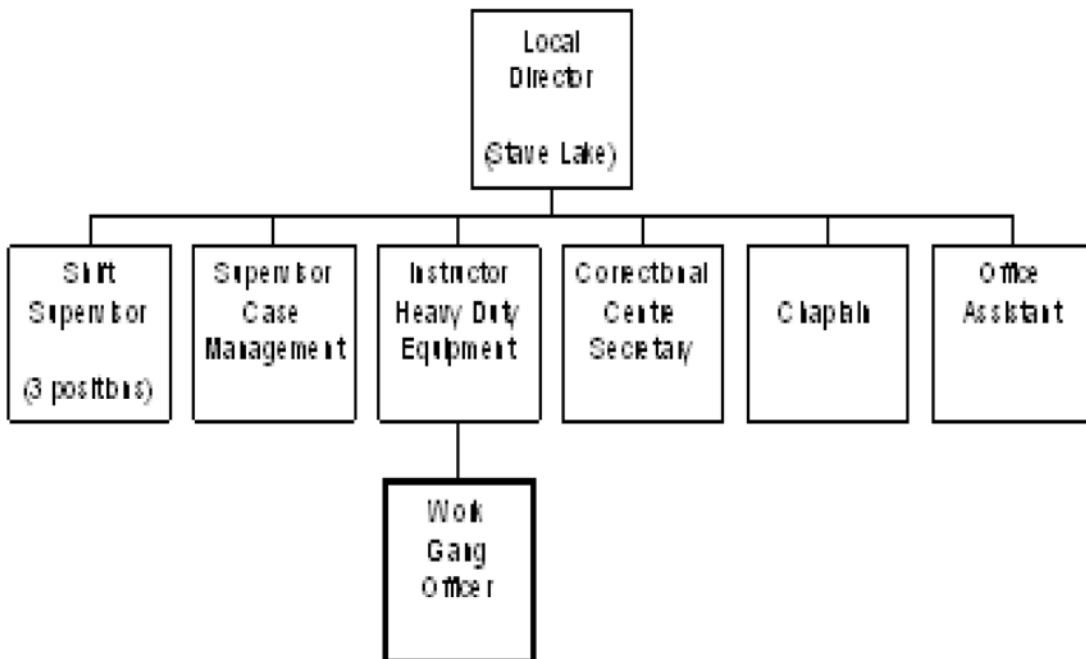 Local
Director
(Stave Lake)
Shift
Supervisor
(3 positions)
Supervisor
Case
Management
Instructor
Heavy Duty
Equipment
Correctional
Centre
Secretary
Chaplain
Office
Assistant
Work
Gang
Officer